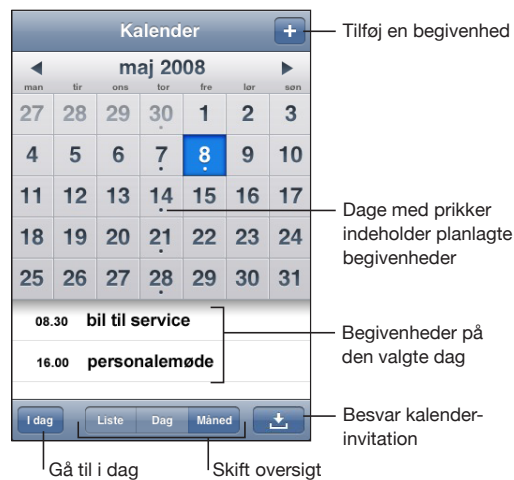 Kalender
+
Tilføj en begivenhed
maj 2008
man tir ons tor fre lør søn
27 28 29 30 1 2 3
4 5 6 7 8 9 10
11 12 13 14 15 16 17
18 19 20 21 22 23 24
25 26 27 28 29 30 31
Dage med prikker
indeholder planlagte
begivenheder
08.30 bil til service
16.00 personalemøde
Begivenheder på
den valgte dag
I dag Liste Dag Måned
Besvar kalender-
invitation
Gå til i dag
Skift oversigt